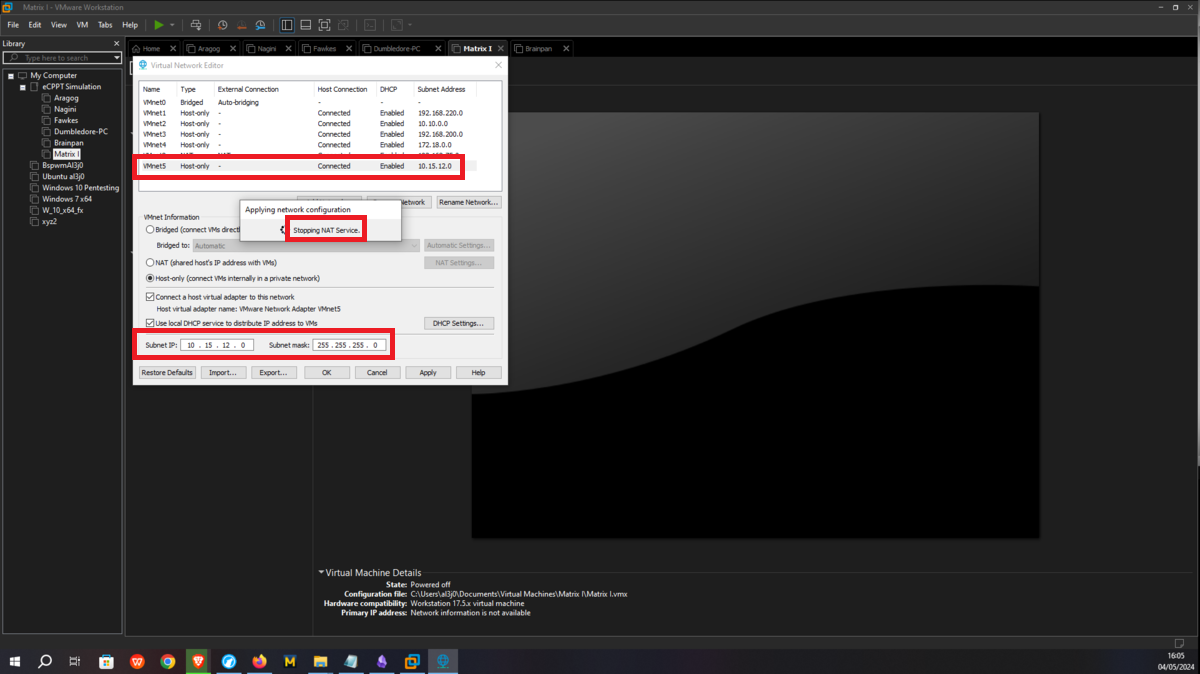 Matrix I - VMware Workstation
File Edit View VM Tabs Help
Library
Type here to search
My Computer
eCPPT Simulation
Aragog
Nagini
Fawkes
Dumbledore-PC
Brainpan
Matrix I
BspwmAl3j0
Ubuntu al3j0
Windows 10 Pentesting
Windows 7 x64
W_10_x64_fx
xyz2
Home Aragog Nagini Fawkes Dumbledore-PC Matrix I Brainpan
Virtual Network Editor
Name Type External Connection Host Connection DHCP Subnet Address
VMnet0 Bridged Auto-bridging - - -
VMnet1 Host-only - Connected Enabled 192.168.220.0
VMnet2 Host-only - Connected Enabled 10.10.0.0
VMnet3 Host-only - Connected Enabled 192.168.200.0
VMnet4 Host-only - Connected Enabled 172.18.0.0
VMnet5 Host-only - Connected Enabled 10.15.12.0
Rename Network...
Applying network configuration
Stopping NAT Service.
VMnet Information
Bridged (connect VMs directl
Bridged to: Automatic Automatic Settings...
NAT (shared host's IP address with VMs) NAT Settings...
Host-only (connect VMs internally in a private network)
Connect a host virtual adapter to this network
Host virtual adapter name: VMware Network Adapter VMnet5
Use local DHCP service to distribute IP address to VMs DHCP Settings...
Subnet IP: 10 . 15 . 12 . 0 Subnet mask: 255 . 255 . 255 . 0
Restore Defaults Import... Export... OK Cancel Apply Help
Virtual Machine Details
State: Powered off
Configuration file: C:\Users\al3j0\Documents\Virtual Machines\Matrix I\Matrix I.vmx
Hardware compatibility: Workstation 17.5.x virtual machine
Primary IP address: Network information is not available
16:05
04/05/2024